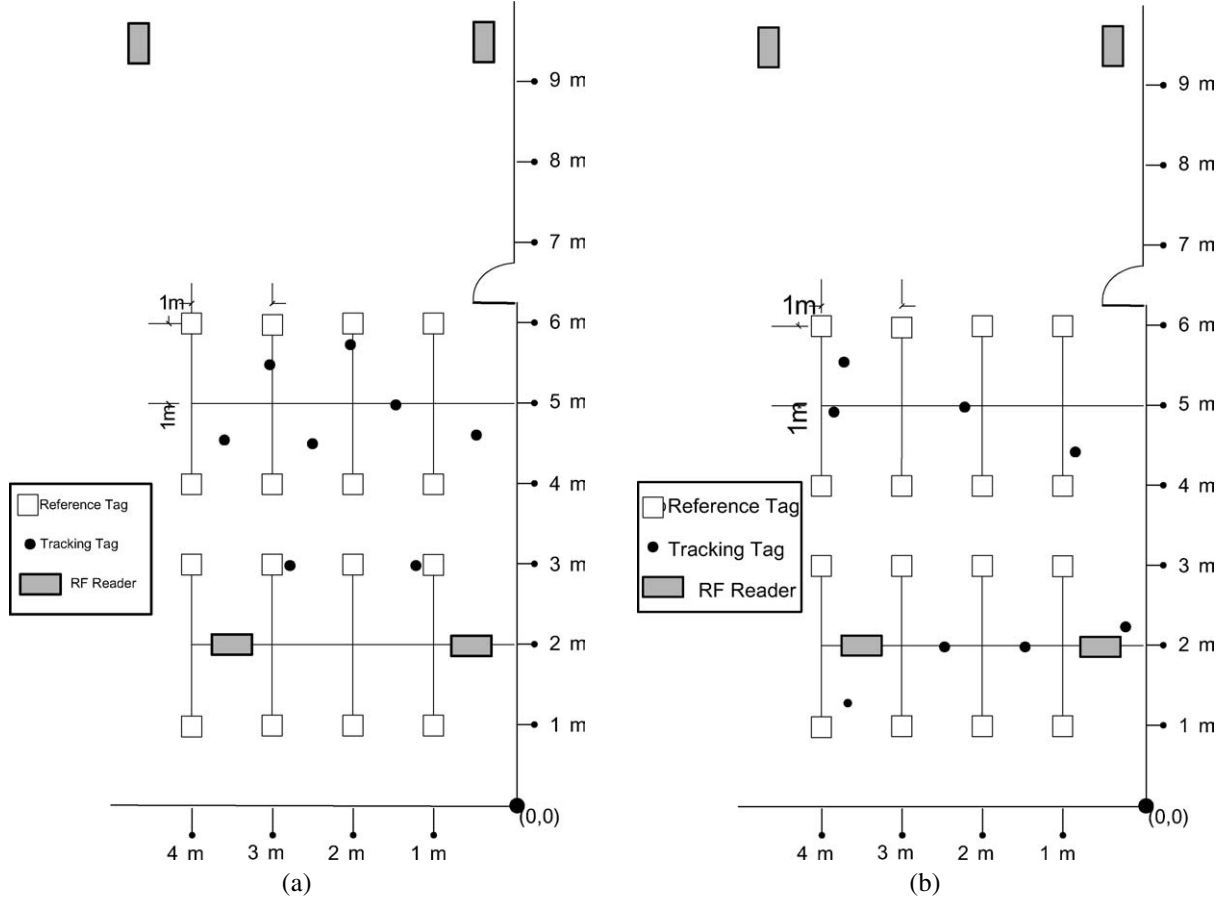 9 m
8 m
7 m
1m
6 m
1m
5 m
4 m
Reference Tag
Tracking Tag
RF Reader
3 m
2 m
1 m
(0,0)
4 m
3 m
2 m
1 m
(a)
9 m
8 m
7 m
1m
6 m
1m
5 m
4 m
Reference Tag
Tracking Tag
RF Reader
3 m
2 m
1 m
(0,0)
4 m
3 m
2 m
1 m
(b)